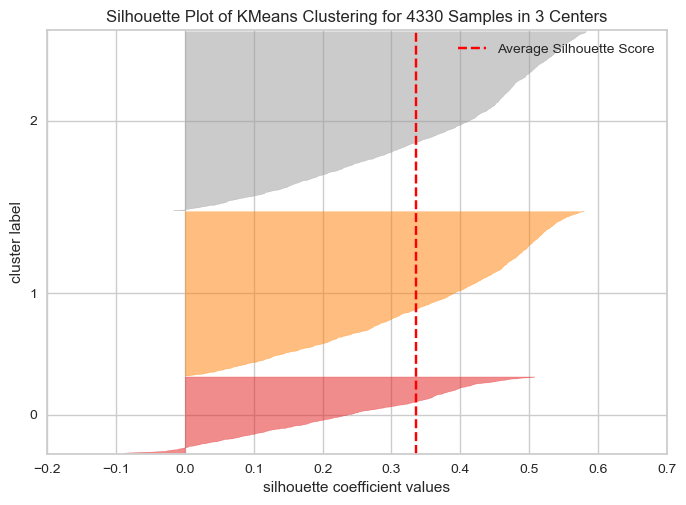 Silhouette Plot of KMeans Clustering for 4330 Samples in 3 Centers
Average Silhouette Score
cluster label
2
1
0
−0.2 −0.1 0.0 0.1 0.2 0.3 0.4 0.5 0.6 0.7
silhouette coefficient values